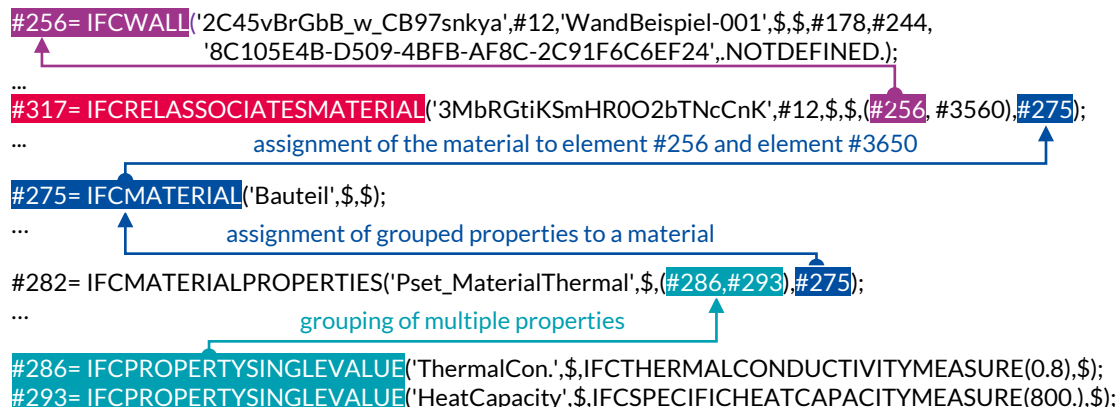 #256= IFCWALL('2C45vBrGbB_w_CB97snkya',#12,'WandBeispiel-001',$,$,#178,#244,
'8C105E4B-D509-4BFB-AF8C-2C91F6C6EF24',.NOTDEFINED.);
...
#317= IFCRELASSOCIATESMATERIAL('3MbRGtiKSmHR0O2bTNcCnK',#12,$,$,(#256, #3560),#275);
...
assignment of the material to element #256 and element #3650
#275= IFCMATERIAL('Bauteil',$,$);
...
assignment of grouped properties to a material
#282= IFCMATERIALPROPERTIES('Pset_MaterialThermal',$,(#286,#293),#275);
...
grouping of multiple properties
#286= IFCPROPERTYSINGLEVALUE('ThermalCon.',$,IFCTHERMALCONDUCTIVITYMEASURE(0.8),$);
#293= IFCPROPERTYSINGLEVALUE('HeatCapacity',$,IFCSPECIFICHEATCAPACITYMEASURE(800.),$);